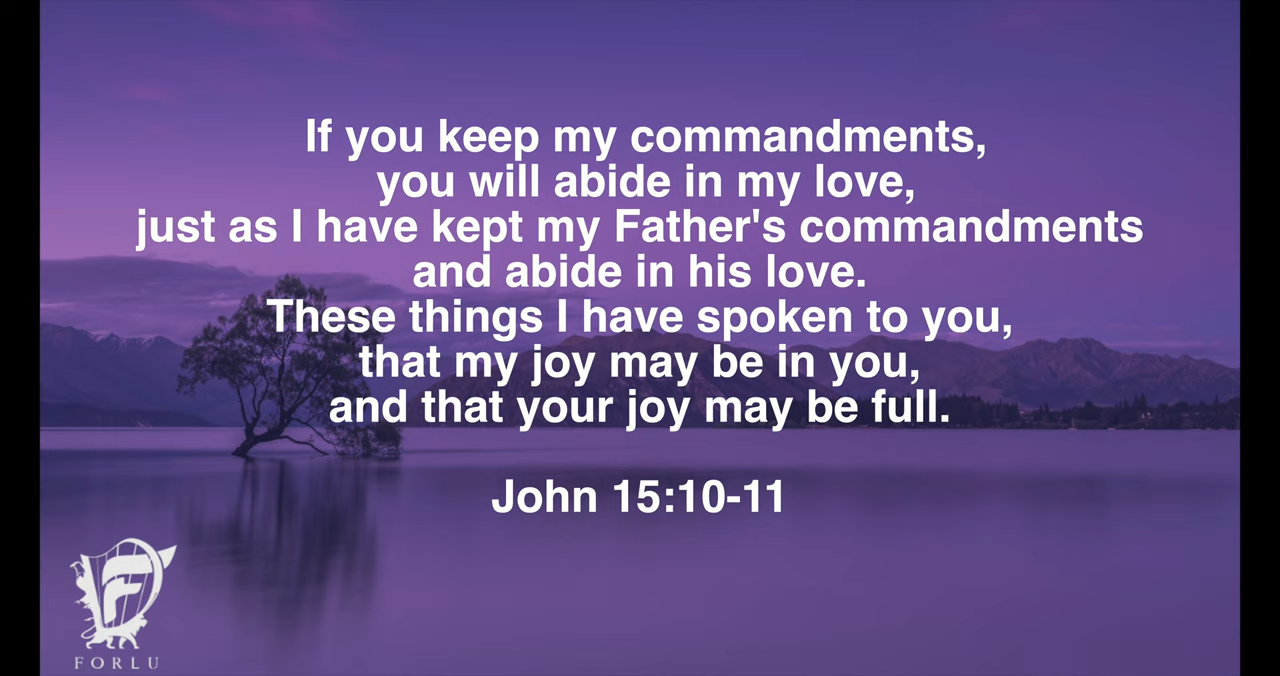 If you keep my commandments,
you will abide in my love,
just as I have kept my Father's commandments
and abide in his love.
These things I have spoken to you,
that my joy may be in you,
and that your joy may be full.
John 15:10-11
F
FORLU